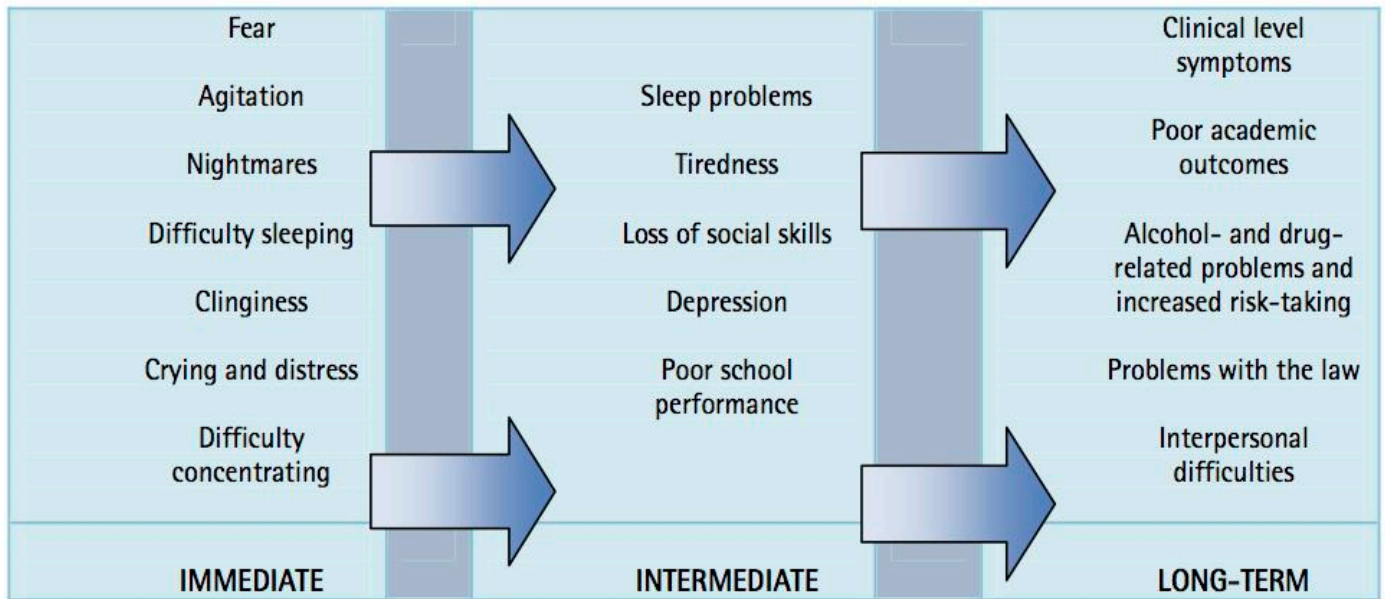 Fear
Agitation
Nightmares
Difficulty sleeping
Clinginess
Crying and distress
Difficulty
concentrating
IMMEDIATE
Sleep problems
Tiredness
Loss of social skills
Depression
Poor school
performance
INTERMEDIATE
Clinical level
symptoms
Poor academic
outcomes
Alcohol- and drug-
related problems and
increased risk-taking
Problems with the law
Interpersonal
difficulties
LONG-TERM